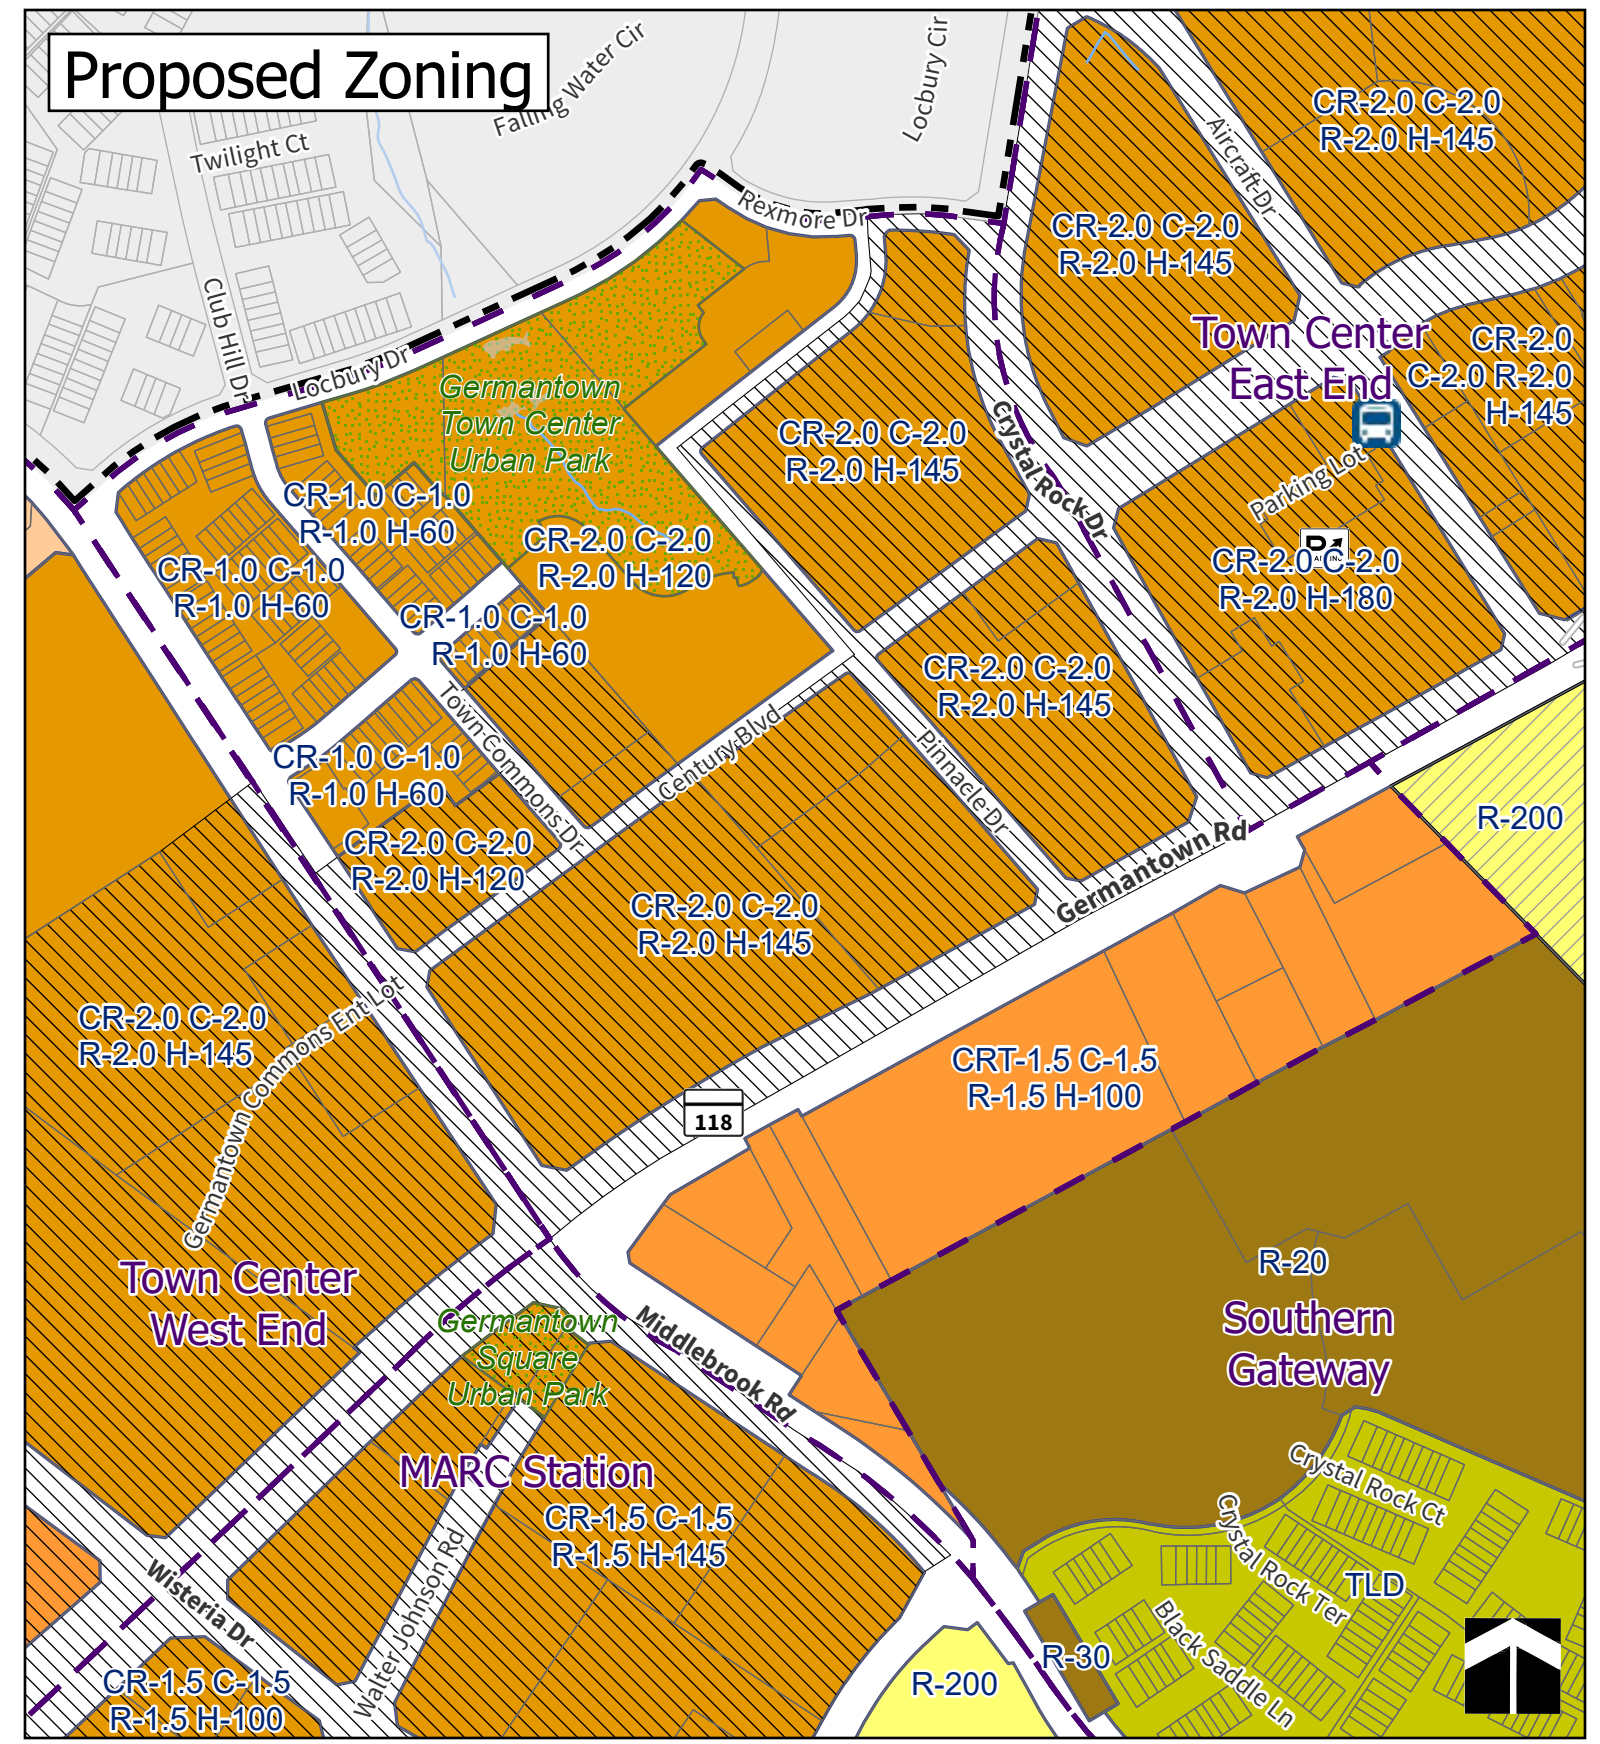 Proposed Zoning
Falling Water Cir
Locbury Cir
Twilight Ct
CR-2.0 C-2.0
R-2.0 H-145
Aircraft Dr
Rexmore Dr
CR-2.0 C-2.0
R-2.0 H-145
Club Hill Dr
Locbury Dr
Town Center
East End
CR-2.0
C-2.0 R-2.0
H-145
Germantown
Town Center
Urban Park
CR-2.0 C-2.0
R-2.0 H-145
Crystal Rock Dr
Parking Lot
CR-1.0 C-1.0
R-1.0 H-60
CR-2.0 C-2.0
R-2.0 H-120
CR-1.0 C-1.0
R-1.0 H-60
P
CR-2.0 C-2.0
R-2.0 H-180
CR-1.0 C-1.0
R-1.0 H-60
CR-2.0 C-2.0
R-2.0 H-145
Town Commons Dr
Century Blvd
Pinnacle Dr
CR-1.0 C-1.0
R-1.0 H-60
R-200
CR-2.0 C-2.0
R-2.0 H-120
Germantown Rd
CR-2.0 C-2.0
R-2.0 H-145
CR-2.0 C-2.0
R-2.0 H-145
Germantown Commons Ent Lot
CRT-1.5 C-1.5
R-1.5 H-100
118
R-20
Town Center
West End
Southern
Gateway
Germantown
Square
Urban Park
Middlebrook Rd
MARC Station
Crystal Rock Ct
CR-1.5 C-1.5
R-1.5 H-145
Crystal Rock Ter
TLD
Wisteria Dr
Walter Johnson Rd
Black Saddle Ln
R-30
R-200
CR-1.5 C-1.5
R-1.5 H-100